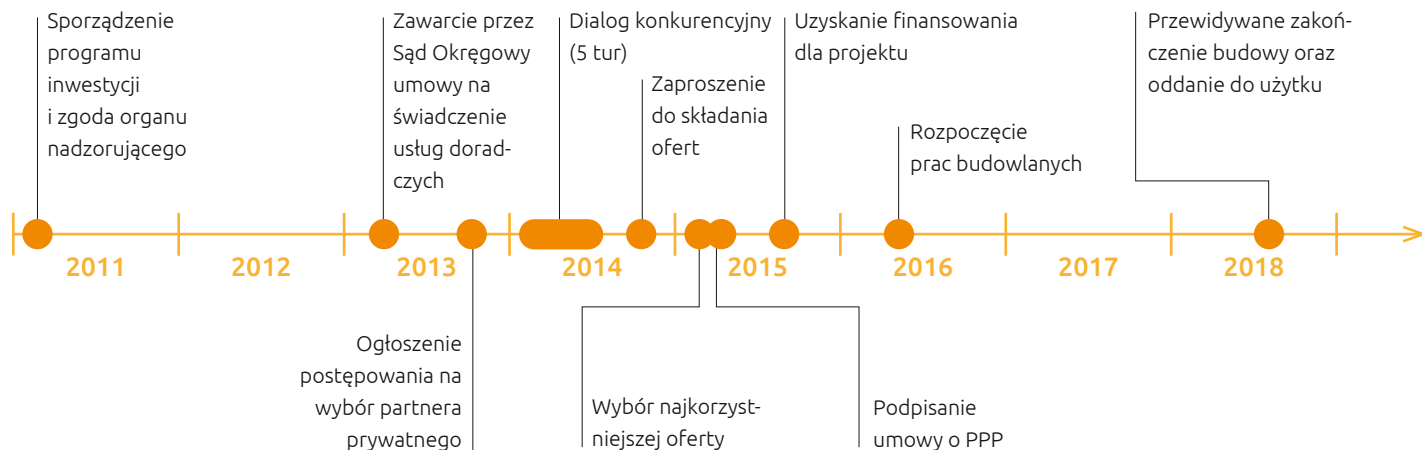 Sporządzenie
programu
inwestycji
i zgoda organu
nadzorującego
Zawarcie przez
Sąd Okręgowy
umowy na
świadczenie
usług dorad-
czych
Dialog konkurencyjny
(5 tur)
Zaproszenie
do składania
ofert
Uzyskanie finansowania
dla projektu
Rozpoczęcie
prac budowlanych
Przewidywane zakoń-
czenie budowy oraz
oddanie do użytku
2011
2012
2013
2014
2015
2016
2017
2018
Ogłoszenie
postępowania na
wybór partnera
prywatnego
Wybór najkorzyst-
niejszej oferty
Podpisanie
umowy o PPP